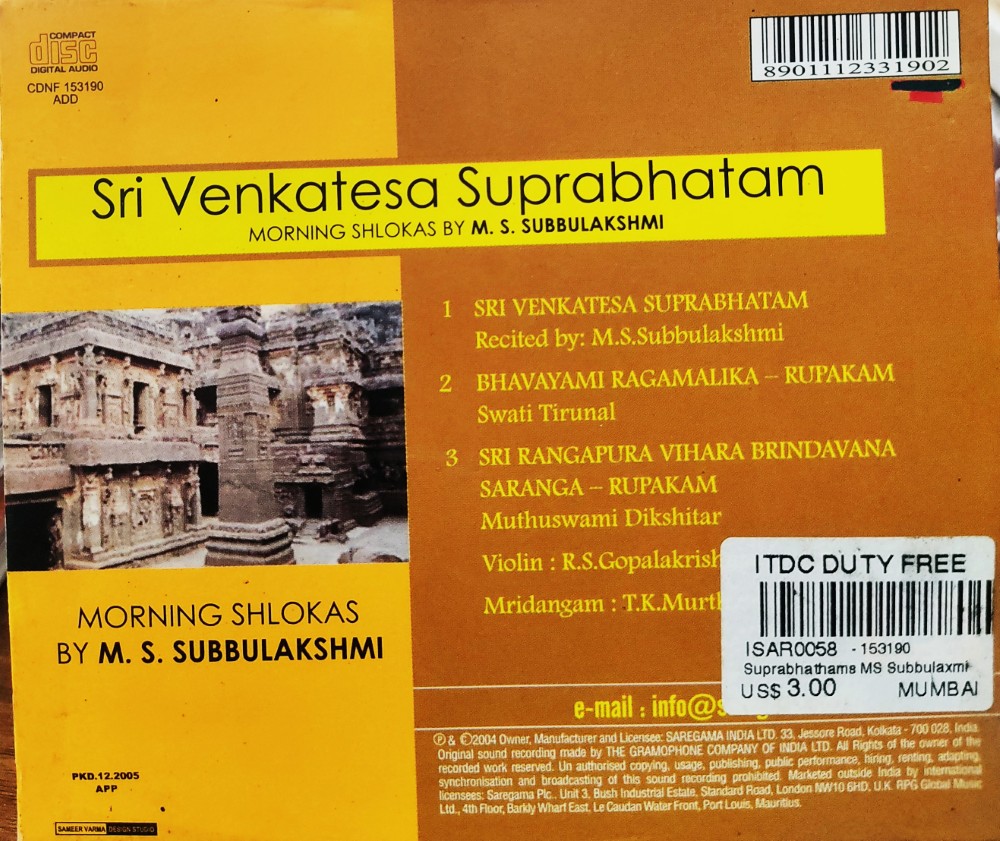 COMPACT
disc
DIGITAL AUDIO
CDNF 153190
ADD
8901112331902
Sri Venkatesa Suprabhatam
MORNING SHLOKAS BY M. S. SUBBULAKSHMI
1 SRI VENKATESA SUPRABHATAM
Recited by: M.S.Subbulakshmi
2 BHAVAYAMI RAGAMALIKA – RUPAKAM
Swati Tirunal
3 SRI RANGAPURA VIHARA BRINDAVANA
SARANGA – RUPAKAM
Muthuswami Dikshitar
Violin : R.S.Gopalakrish
Mridangam : T.K.Murt
MORNING SHLOKAS
BY M. S. SUBBULAKSHMI
ITDC DUTY FREE
ISAR0058 - 153190
Suprabhathams MS Subbulaxmi
US$ 3.00 MUMBAI
e-mail : info@s
℗ & ©2004 Owner, Manufacturer and Licensee: SAREGAMA INDIA LTD. 33, Jessore Road, Kolkata - 700 028, India.
Original sound recording made by THE GRAMOPHONE COMPANY OF INDIA LTD. All Rights of the owner of the
recorded work reserved. Un authorised copying, usage, publishing, public performance, hiring, renting, adapting,
synchronisation and broadcasting of this sound recording prohibited. Marketed outside India by international
licensees: Saregama Plc., Unit 3, Bush Industrial Estate, Standard Road, London NW10 6HD, U.K. RPG Global Music
Ltd., 4th Floor, Barkly Wharf East, Le Caudan Water Front, Port Louis, Mauritius.
PKD.12.2005
APP
SAMEER VARMA DESIGN STUDIO